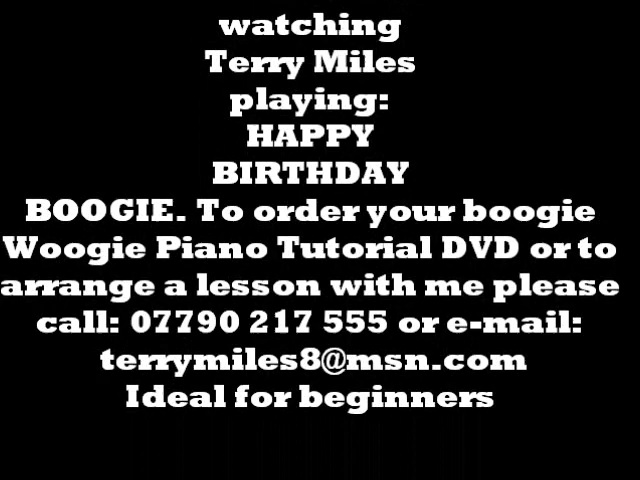 watching
Terry Miles
playing:
HAPPY
BIRTHDAY
BOOGIE. To order your boogie
Woogie Piano Tutorial DVD or to
arrange a lesson with me please
call: 07790 217 555 or e-mail:
terrymiles8@msn.com
Ideal for beginners